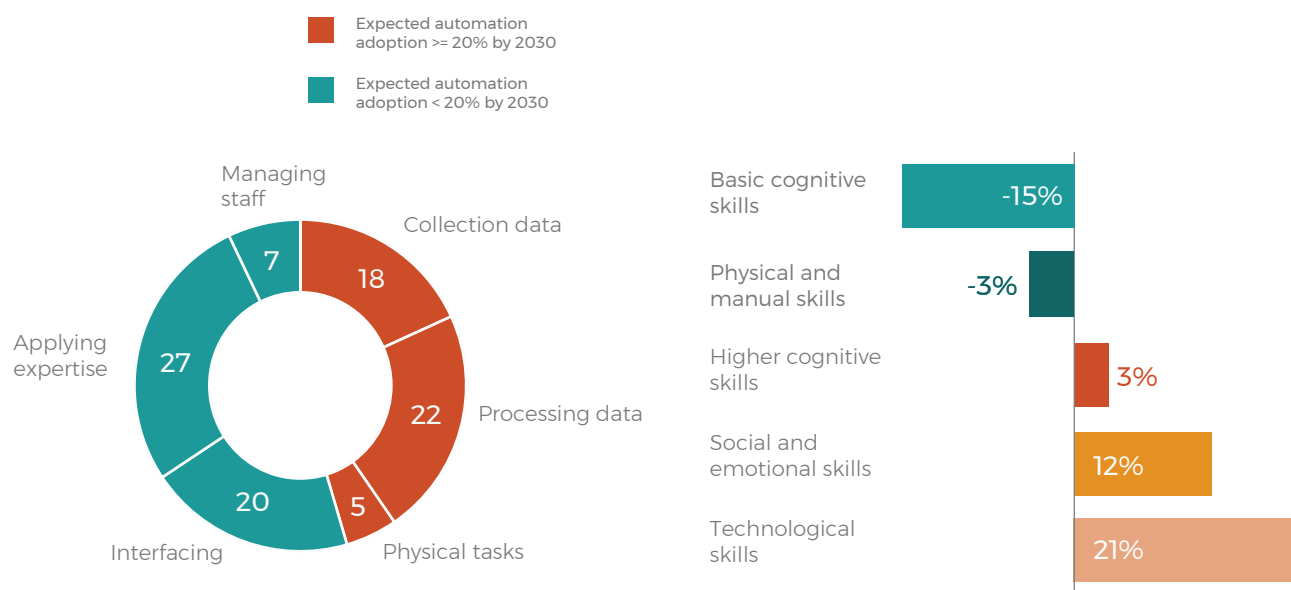 Expected automation
adoption >= 20% by 2030
Expected automation
adoption < 20% by 2030
Managing
staff
Collection data
7
18
Applying
expertise
27
22
Processing data
20
5
Interfacing
Physical tasks
Basic cognitive
skills
-15%
Physical and
manual skills
-3%
Higher cognitive
skills
3%
Social and
emotional skills
12%
Technological
skills
21%